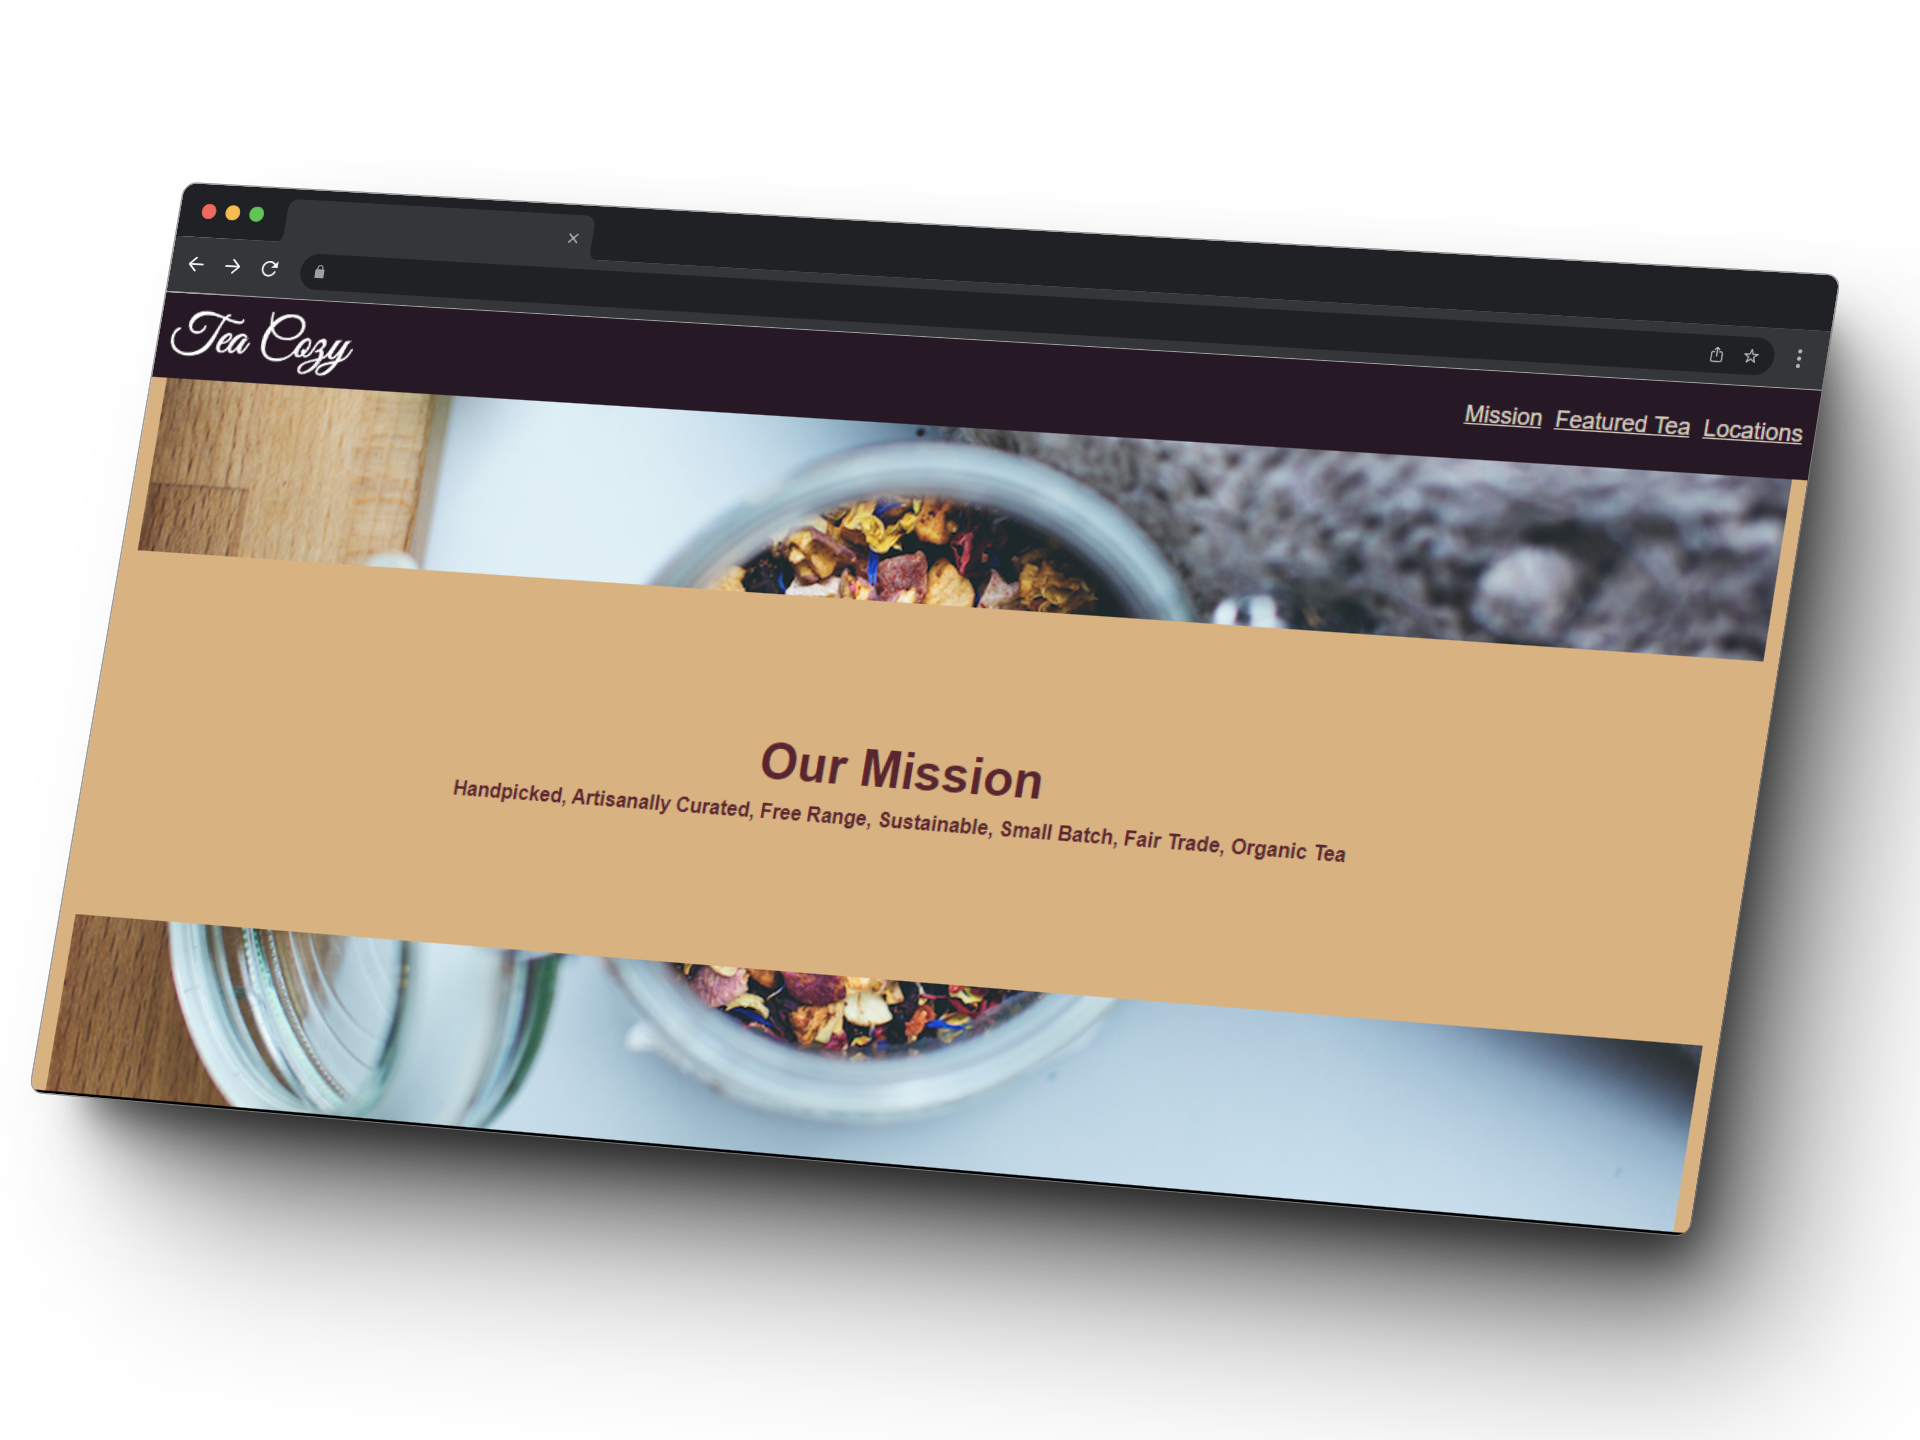 Tea Cozy
Mission Featured Tea Locations
Our Mission
Handpicked, Artisanally Curated, Free Range, Sustainable, Small Batch, Fair Trade, Organic Tea